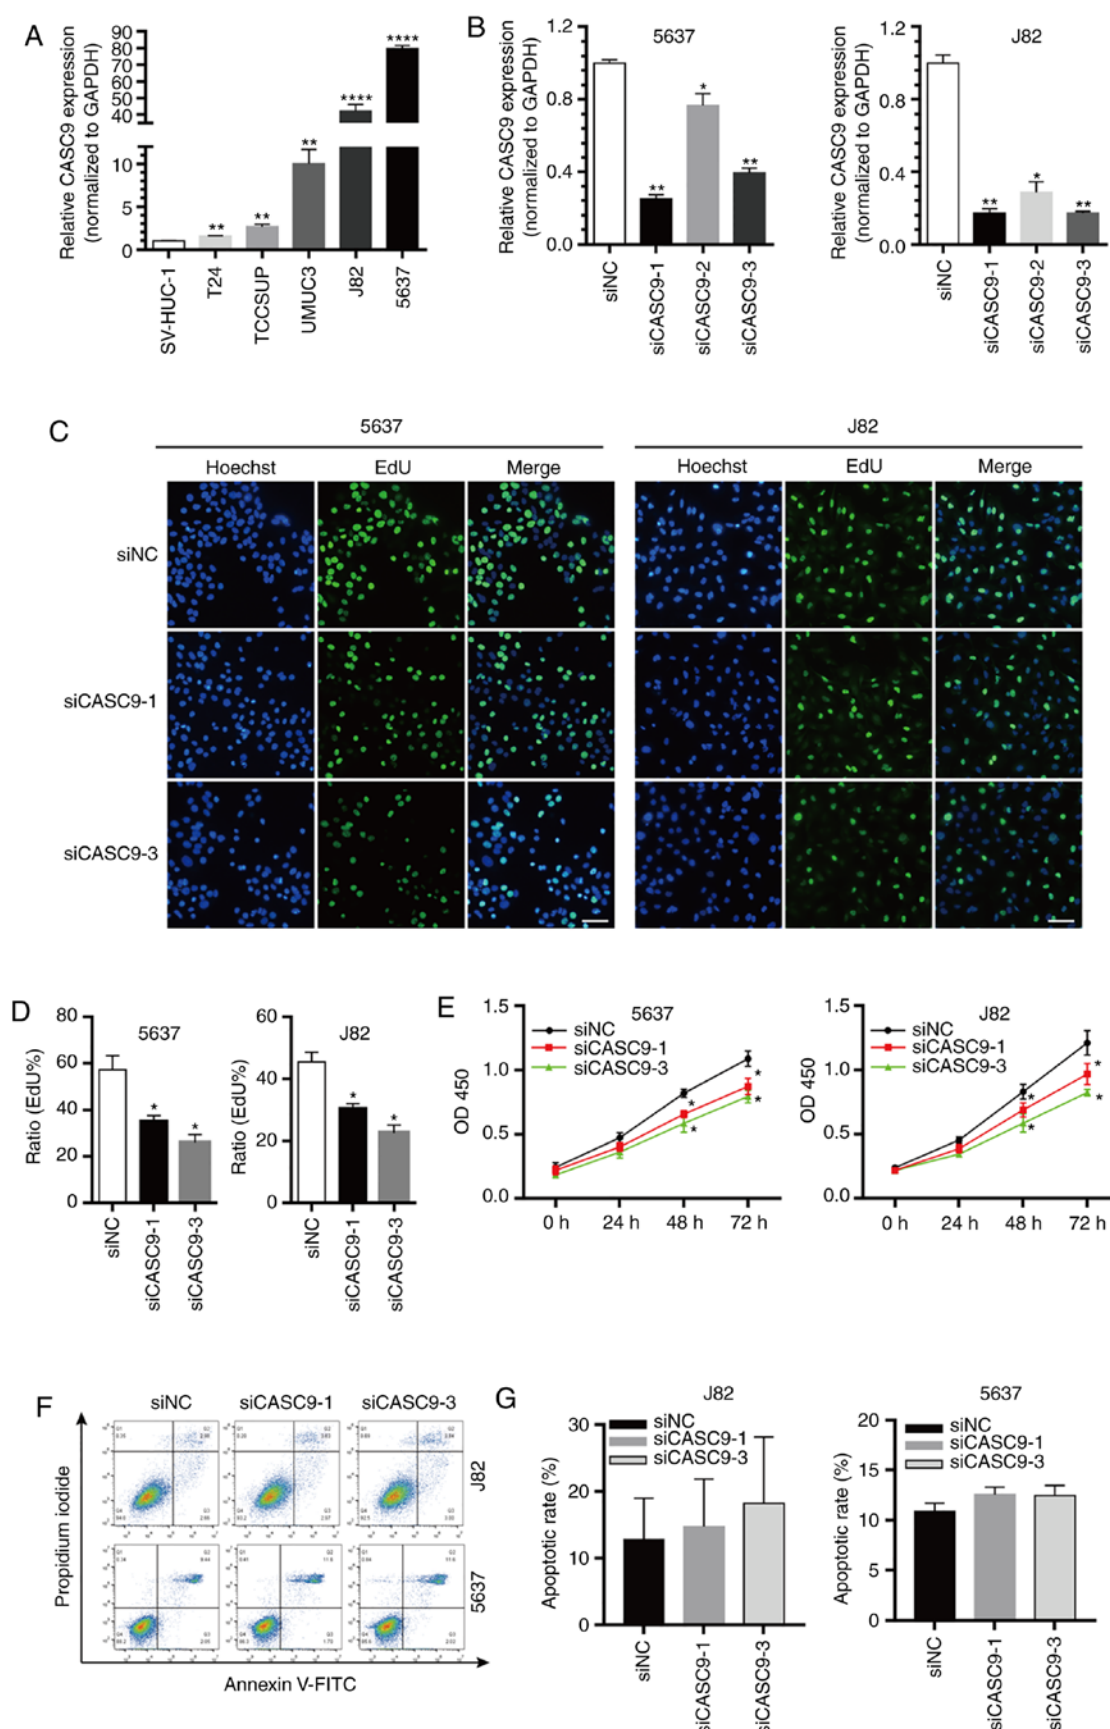 A
Relative CASC9 expression
(normalized to GAPDH)
90
80
70
60
50
40
10
5
0
**
**
**
****
****
SV-HUC-1
T24
TCCSUP
UMUC3
J82
5637
B
5637
Relative CASC9 expression
(normalized to GAPDH)
1.2
0.8
0.4
0.0
**
*
**
siNC
siCASC9-1
siCASC9-2
siCASC9-3
J82
Relative CASC9 expression
(normalized to GAPDH)
1.2
0.8
0.4
0.0
**
*
**
siNC
siCASC9-1
siCASC9-2
siCASC9-3
C
5637
J82
Hoechst EdU Merge
Hoechst EdU Merge
siNC
siCASC9-1
siCASC9-3
D
5637
Ratio (EdU%)
80
60
40
20
0
*
*
siNC
siCASC9-1
siCASC9-3
J82
Ratio (EdU%)
60
40
20
0
*
*
siNC
siCASC9-1
siCASC9-3
E
5637
OD 450
1.5
1.0
0.5
0.0
siNC
siCASC9-1
siCASC9-3
*
*
*
*
0 h 24 h 48 h 72 h
J82
OD 450
1.5
1.0
0.5
0.0
siNC
siCASC9-1
siCASC9-3
*
*
*
*
0 h 24 h 48 h 72 h
F
siNC siCASC9-1 siCASC9-3
Propidium iodide
J82
5637
Annexin V-FITC
G
J82
Apoptotic rate (%)
30
20
10
0
siNC
siCASC9-1
siCASC9-3
siNC
siCASC9-1
siCASC9-3
5637
Apoptotic rate (%)
20
15
10
5
0
siNC
siCASC9-1
siCASC9-3
siNC
siCASC9-1
siCASC9-3